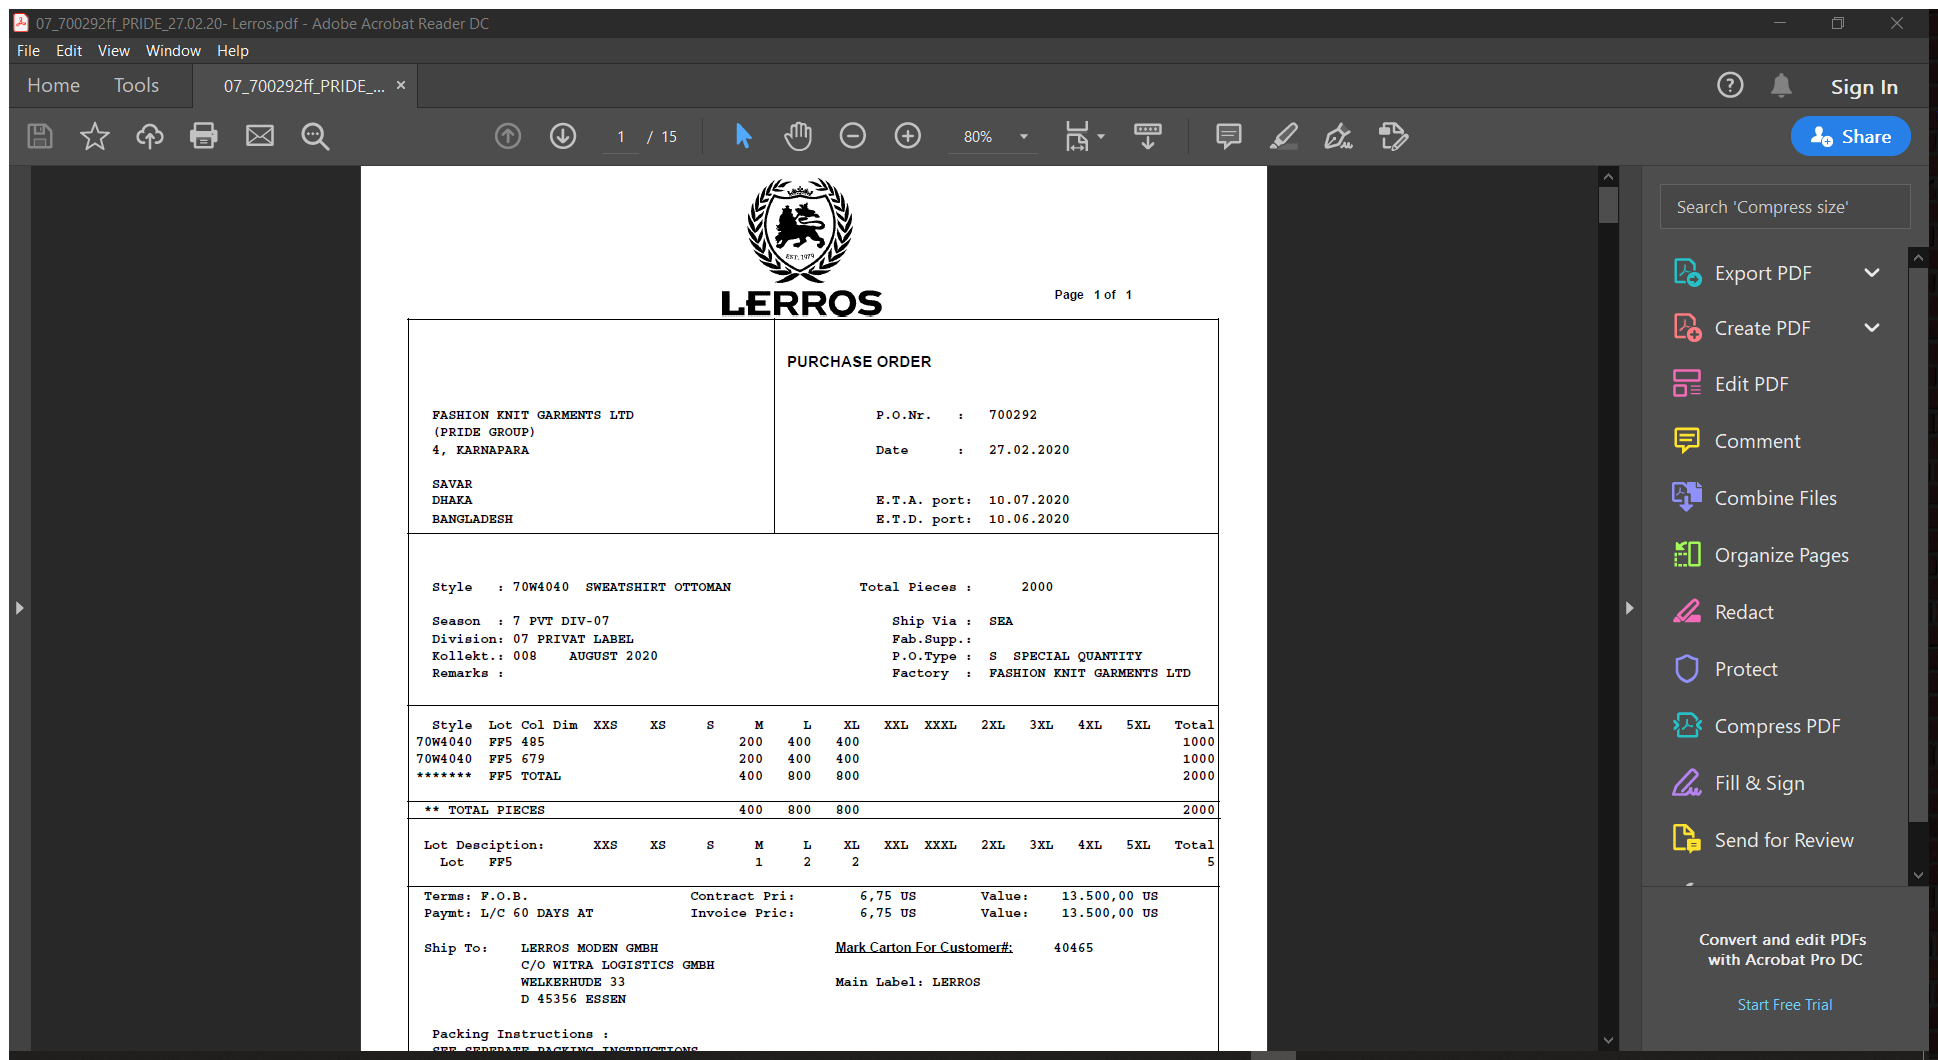 07_700292ff_PRIDE_27.02.20- Lerros.pdf - Adobe Acrobat Reader DC
File Edit View Window Help
Home Tools 07_700292ff_PRIDE_... × Sign In
1 / 15 80% Share
EST. 1979
LERROS
Page 1 of 1
PURCHASE ORDER
FASHION KNIT GARMENTS LTD P.O.Nr. : 700292
(PRIDE GROUP)
4, KARNAPARA Date : 27.02.2020
SAVAR
DHAKA E.T.A. port: 10.07.2020
BANGLADESH E.T.D. port: 10.06.2020
Style : 70W4040 SWEATSHIRT OTTOMAN Total Pieces : 2000
Season : 7 PVT DIV-07 Ship Via : SEA
Division: 07 PRIVAT LABEL Fab.Supp.:
Kollekt.: 008 AUGUST 2020 P.O.Type : S SPECIAL QUANTITY
Remarks : Factory : FASHION KNIT GARMENTS LTD
Style Lot Col Dim XXS XS S M L XL XXL XXXL 2XL 3XL 4XL 5XL Total
70W4040 FF5 485 200 400 400 1000
70W4040 FF5 679 200 400 400 1000
******* FF5 TOTAL 400 800 800 2000
** TOTAL PIECES 400 800 800 2000
Lot Desciption: XXS XS S M L XL XXL XXXL 2XL 3XL 4XL 5XL Total
Lot FF5 1 2 2 5
Terms: F.O.B. Contract Pri: 6,75 US Value: 13.500,00 US
Paymt: L/C 60 DAYS AT Invoice Pric: 6,75 US Value: 13.500,00 US
Ship To: LERROS MODEN GMBH Mark Carton For Customer#: 40465
C/O WITRA LOGISTICS GMBH
WELKERHUDE 33 Main Label: LERROS
D 45356 ESSEN
Packing Instructions :
SEE SEPERATE PACKING INSTRUCTIONS
Search 'Compress size'
Export PDF
Create PDF
Edit PDF
Comment
Combine Files
Organize Pages
Redact
Protect
Compress PDF
Fill & Sign
Send for Review
Convert and edit PDFs
with Acrobat Pro DC
Start Free Trial